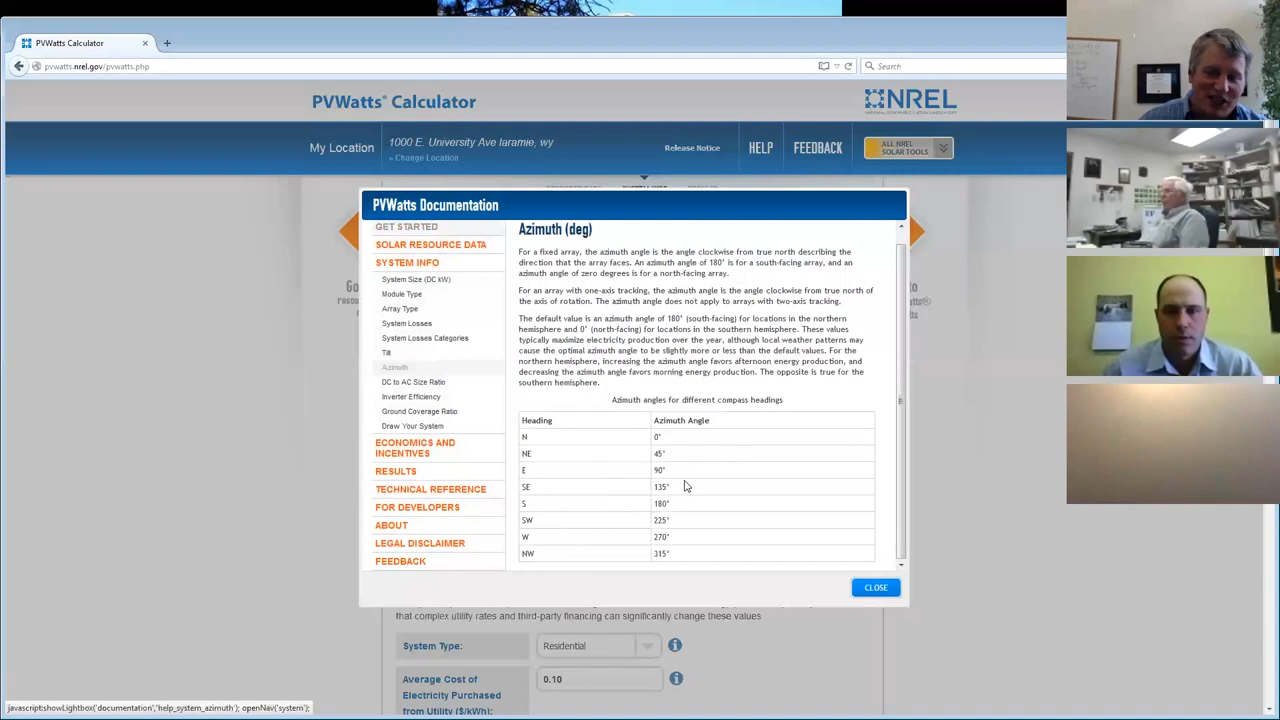 PVWatts Calculator
pvwatts.nrel.gov/pvwatts.php
Search
PVWatts® Calculator
NREL
My Location
1000 E. University Ave laramie, wy
» Change Location
Release Notice
HELP
FEEDBACK
ALL NREL
SOLAR TOOLS
PVWatts Documentation
GET STARTED
SOLAR RESOURCE DATA
SYSTEM INFO
System Size (DC kW)
Module Type
Array Type
System Losses
System Losses Categories
Tilt
Azimuth
DC to AC Size Ratio
Inverter Efficiency
Ground Coverage Ratio
Draw Your System
ECONOMICS AND
INCENTIVES
RESULTS
TECHNICAL REFERENCE
FOR DEVELOPERS
ABOUT
LEGAL DISCLAIMER
FEEDBACK
Azimuth (deg)
For a fixed array, the azimuth angle is the angle clockwise from true north describing the
direction that the array faces. An azimuth angle of 180° is for a south-facing array, and an
azimuth angle of zero degrees is for a north-facing array.
For an array with one-axis tracking, the azimuth angle is the angle clockwise from true north of
the axis of rotation. The azimuth angle does not apply to arrays with two-axis tracking.
The default value is an azimuth angle of 180° (south-facing) for locations in the northern
hemisphere and 0° (north-facing) for locations in the southern hemisphere. These values
typically maximize electricity production over the year, although local weather patterns may
cause the optimal azimuth angle to be slightly more or less than the default values. For the
northern hemisphere, increasing the azimuth angle favors afternoon energy production, and
decreasing the azimuth angle favors morning energy production. The opposite is true for the
southern hemisphere.
Azimuth angles for different compass headings
Heading Azimuth Angle
N 0°
NE 45°
E 90°
SE 135°
S 180°
SW 225°
W 270°
NW 315°
CLOSE
that complex utility rates and third-party financing can significantly change these values
System Type: Residential
Average Cost of
Electricity Purchased
from Utility ($/kWh):
0.10
javascript:showLightbox('documentation','help_system_azimuth'); openNav('system');